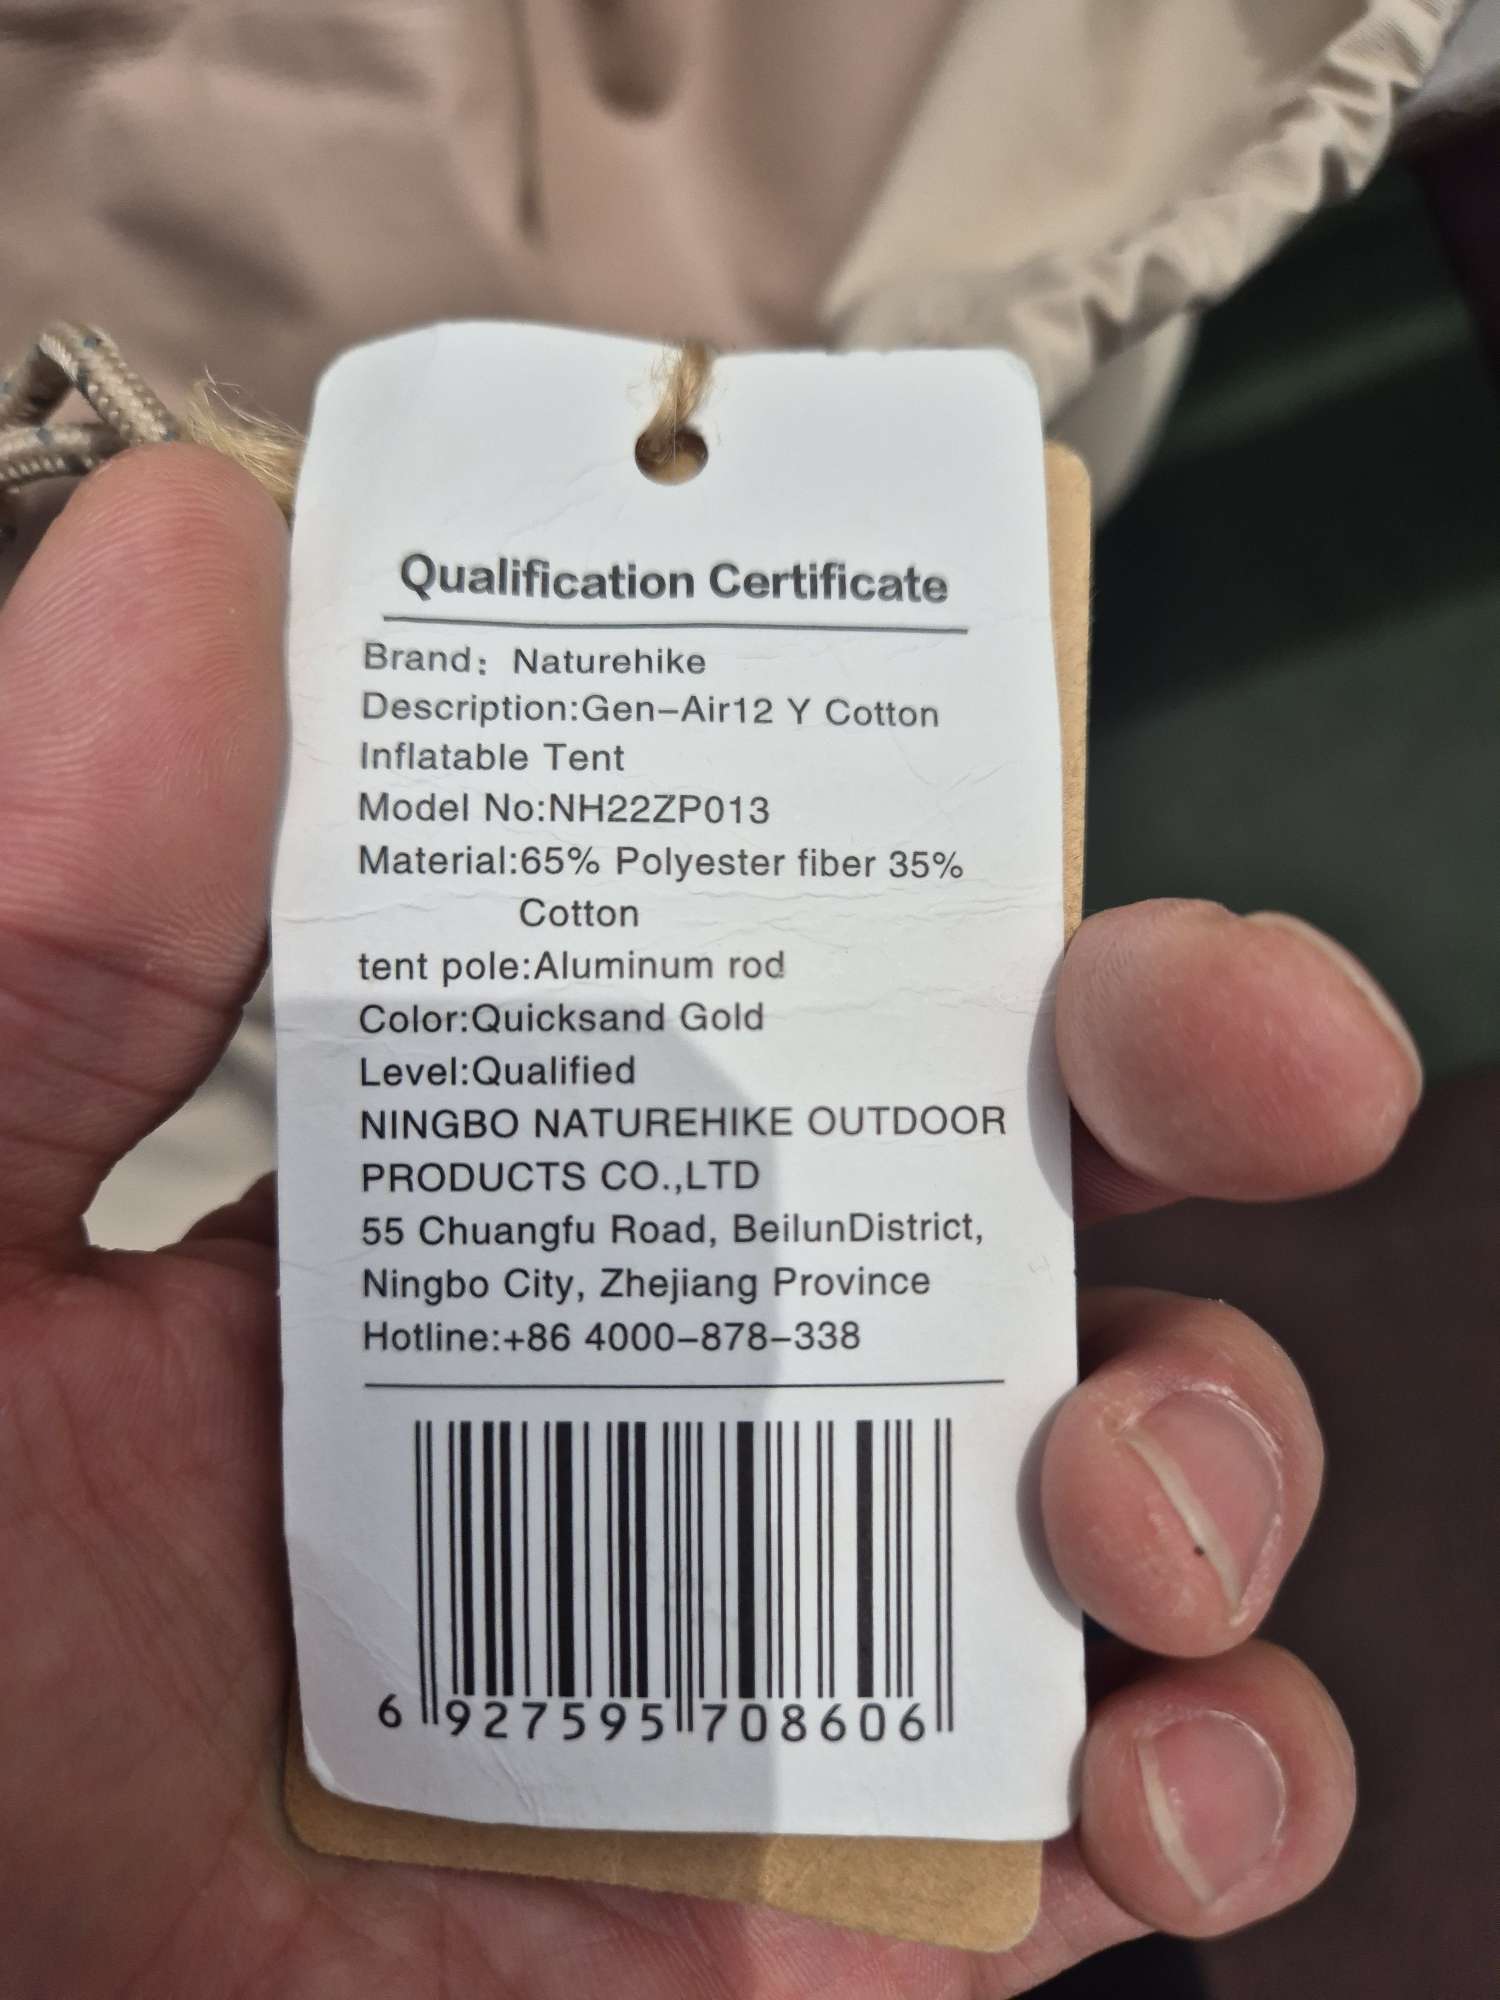 Qualification Certificate
Brand： Naturehike
Description:Gen–Air12 Y Cotton
Inflatable Tent
Model No:NH22ZP013
Material:65% Polyester fiber 35%
Cotton
tent pole:Aluminum rod
Color:Quicksand Gold
Level:Qualified
NINGBO NATUREHIKE OUTDOOR
PRODUCTS CO.,LTD
55 Chuangfu Road, BeilunDistrict,
Ningbo City, Zhejiang Province
Hotline:+86 4000–878–338
6 927595 708606